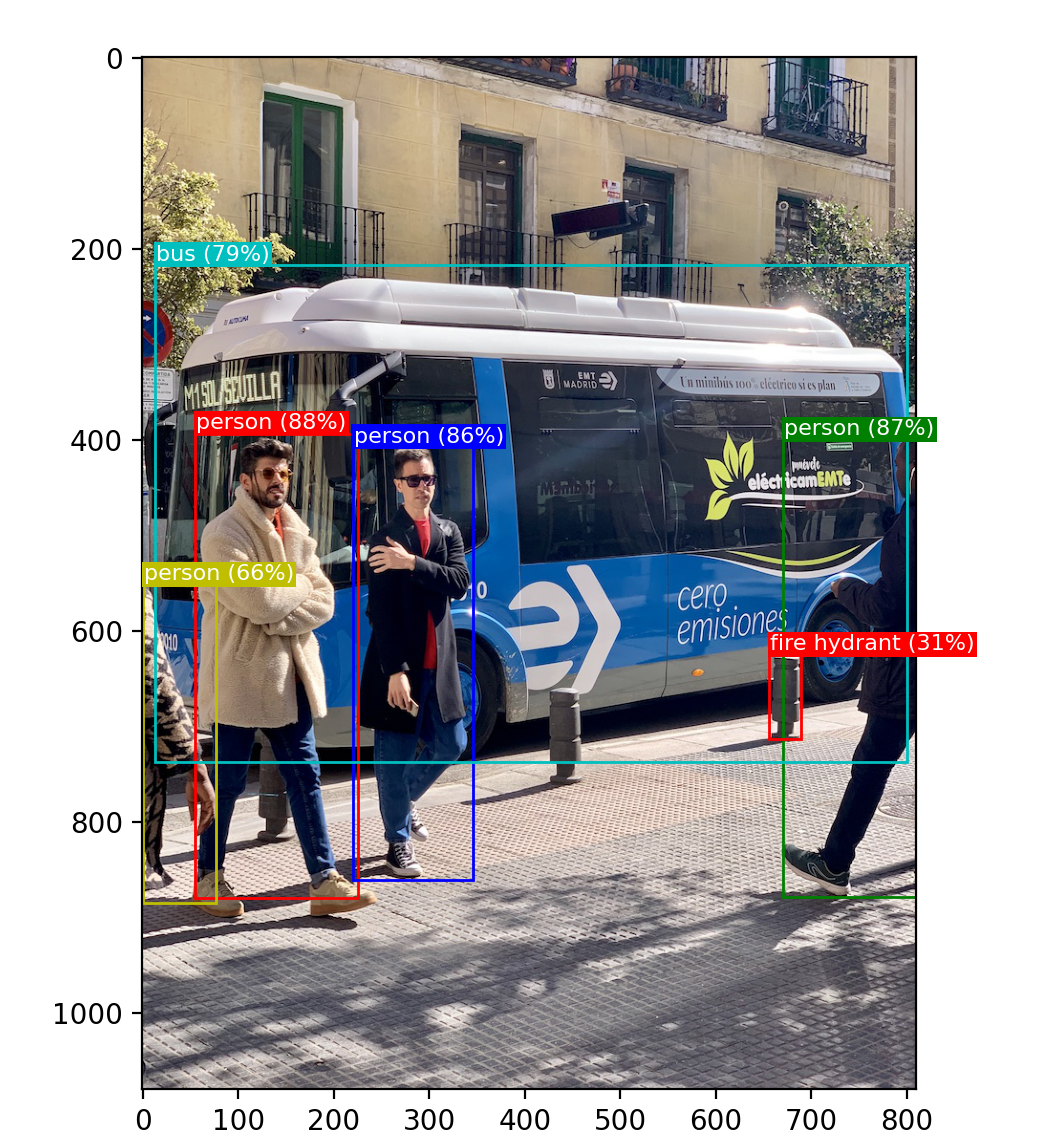 0
200
400
600
800
1000
bus (79%)
AUTOCLIMA
M1 SOL/SEVILLA
EMT
MADRID
Un minibús 100% eléctrico si es plan
person (88%)
person (86%)
person (87%)
muévete
eléctricamEMTe
person (66%)
cero
emisiones
fire hydrant (31%)
0 100 200 300 400 500 600 700 800